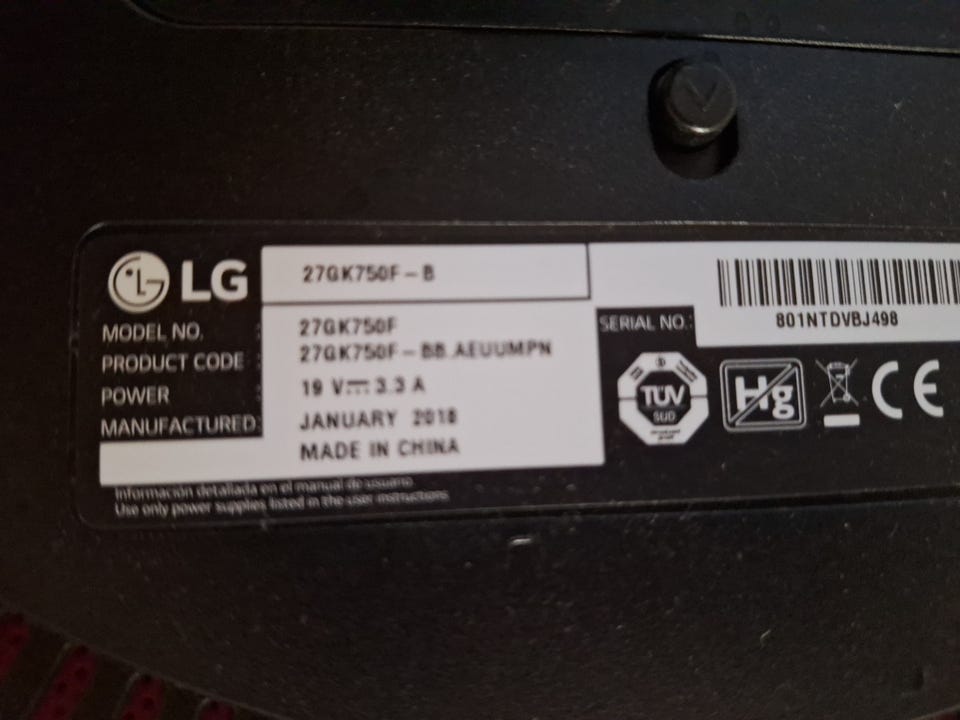 LG 27GK750F-B
MODEL NO. 27GK750F
PRODUCT CODE : 27GK750F-BB.AEUUMPN
POWER : 19 V⎓3.3 A
MANUFACTURED: JANUARY 2018
MADE IN CHINA
Información detallada en el manual de usuario.
Use only power supplies listed in the user instructions
SERIAL NO.:
801NTDVBJ498
TÜV
SÜD
Hg
CE